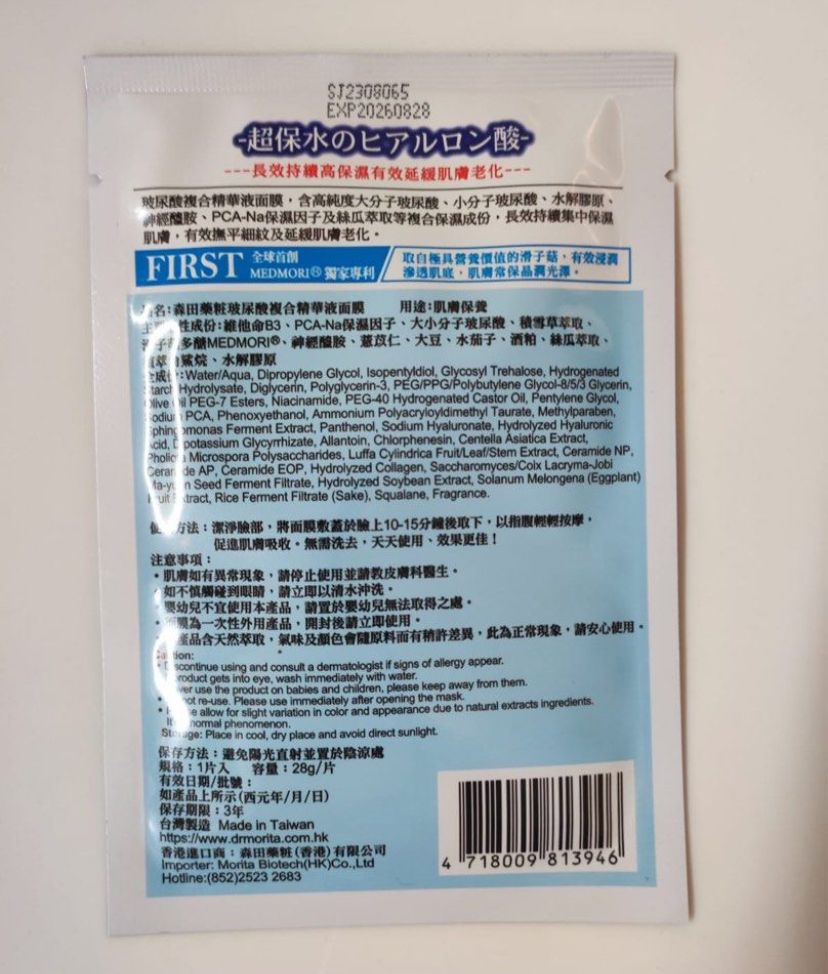 SJ2308065
EXP20260828
-超保水のヒアルロン酸-
---長效持續高保濕有效延緩肌膚老化---
玻尿酸複合精華液面膜，含高純度大分子玻尿酸、小分子玻尿酸、水解膠原、
神經醯胺、PCA-Na保濕因子及絲瓜萃取等複合保濕成份，長效持續集中保濕
肌膚，有效撫平細紋及延緩肌膚老化。
FIRST 全球首創
MEDMORI® 獨家專利
取自極具營養價值的滑子菇，有效浸潤
滲透肌底，肌膚常保晶潤光澤。
名:森田藥粧玻尿酸複合精華液面膜 用途:肌膚保養
性成份:維他命B3、PCA-Na保濕因子、大小分子玻尿酸、積雪草萃取、
多醣MEDMORI®、神經醯胺、薏苡仁、大豆、水茄子、酒粕、絲瓜萃取、
鯊烷、水解膠原
全成份:Water/Aqua, Dipropylene Glycol, Isopentyldiol, Glycosyl Trehalose, Hydrogenated
Starch Hydrolysate, Diglycerin, Polyglycerin-3, PEG/PPG/Polybutylene Glycol-8/5/3 Glycerin,
Olive Oil PEG-7 Esters, Niacinamide, PEG-40 Hydrogenated Castor Oil, Pentylene Glycol,
Sodium PCA, Phenoxyethanol, Ammonium Polyacryloyldimethyl Taurate, Methylparaben,
Sphingomonas Ferment Extract, Panthenol, Sodium Hyaluronate, Hydrolyzed Hyaluronic
Acid, Dipotassium Glycyrrhizate, Allantoin, Chlorphenesin, Centella Asiatica Extract,
Pholiota Microspora Polysaccharides, Luffa Cylindrica Fruit/Leaf/Stem Extract, Ceramide NP,
Ceramide AP, Ceramide EOP, Hydrolyzed Collagen, Saccharomyces/Coix Lacryma-Jobi
Ma-yuen Seed Ferment Filtrate, Hydrolyzed Soybean Extract, Solanum Melongena (Eggplant)
Fruit Extract, Rice Ferment Filtrate (Sake), Squalane, Fragrance.
使用方法：潔淨臉部，將面膜敷蓋於臉上10-15分鐘後取下，以指腹輕輕按摩，
促進肌膚吸收。無需洗去，天天使用、效果更佳！
注意事項：
・肌膚如有異常現象，請停止使用並請教皮膚科醫生。
・如不慎觸碰到眼睛，請立即以清水沖洗。
・嬰幼兒不宜使用本產品，請置於嬰幼兒無法取得之處。
・面膜為一次性外用產品，開封後請立即使用。
產品含天然萃取，氣味及顏色會隨原料而有稍許差異，此為正常現象，請安心使用。
Caution:
* Discontinue using and consult a dermatologist if signs of allergy appear.
product gets into eye, wash immediately with water.
Never use the product on babies and children, please keep away from them.
not re-use. Please use immediately after opening the mask.
* Please allow for slight variation in color and appearance due to natural extracts ingredients.
normal phenomenon.
Storage: Place in cool, dry place and avoid direct sunlight.
保存方法：避免陽光直射並置於陰涼處
規格：1片入 容量：28g/片
有效日期/批號：
如產品上所示(西元年/月/日)
保存期限：3年
台灣製造 Made in Taiwan
https://www.drmorita.com.hk
香港進口商：森田藥粧(香港)有限公司
Importer: Morita Biotech(HK)Co.,Ltd
Hotline:(852)2523 2683
4 718009 813946